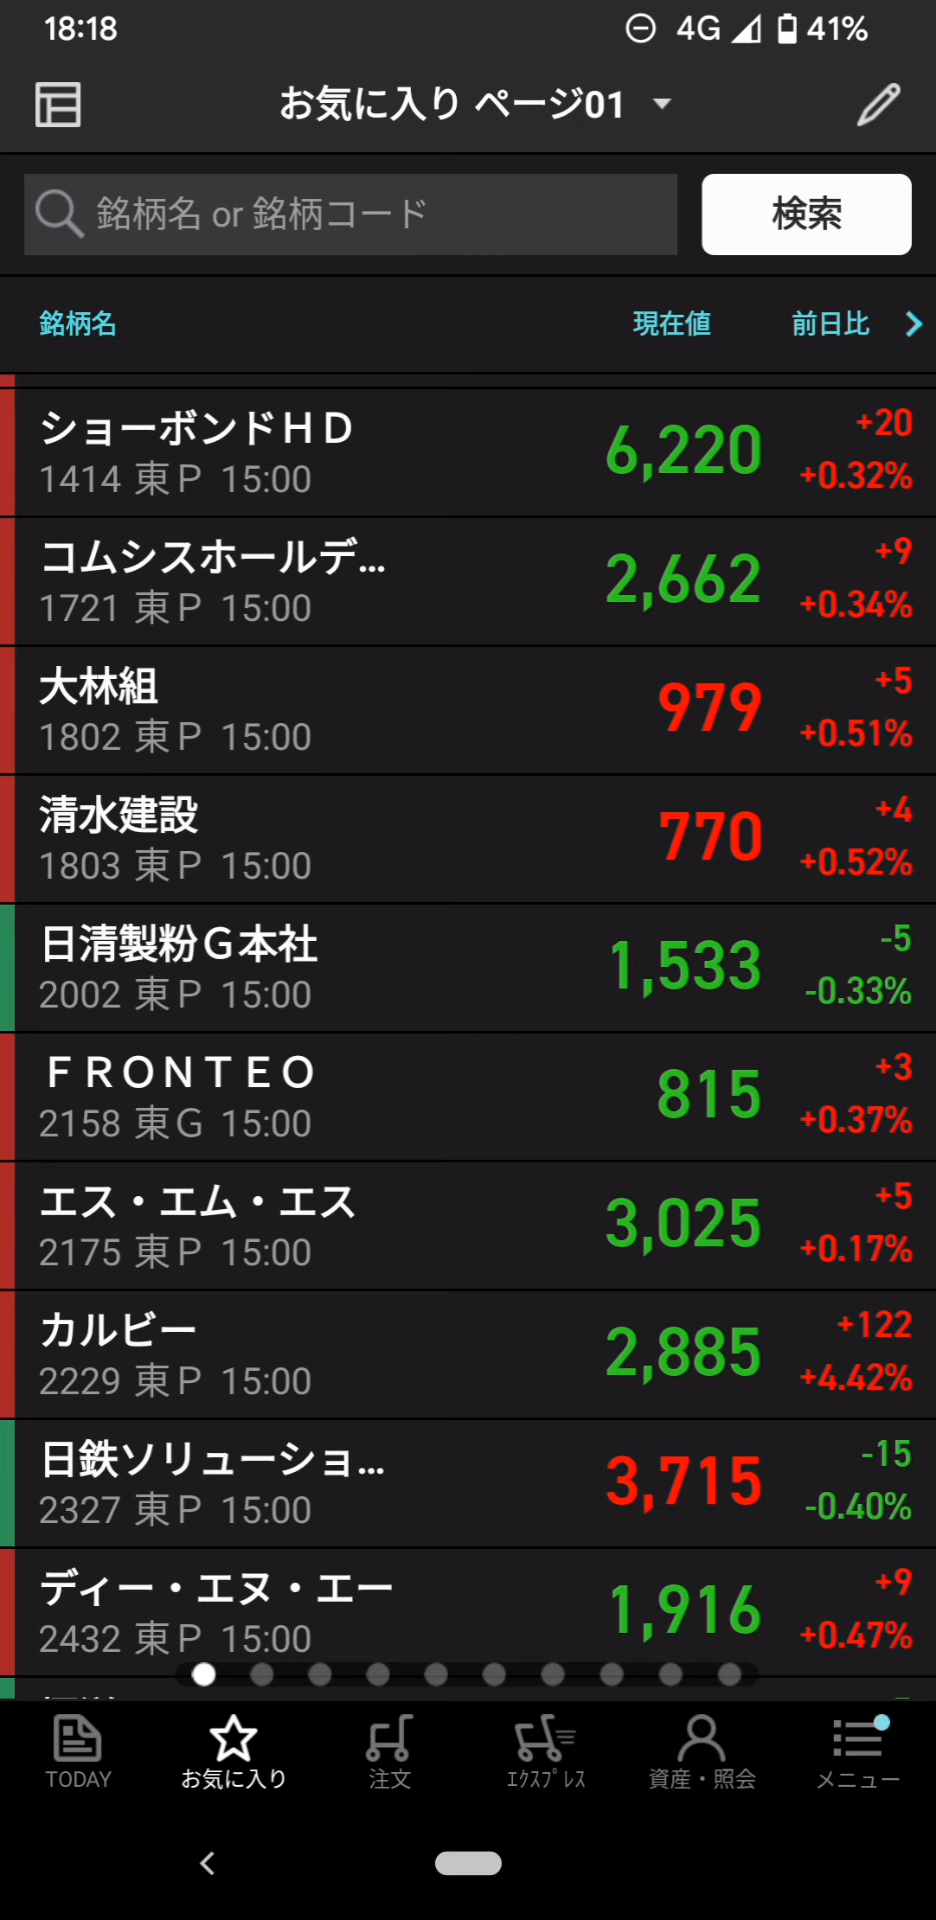 18:18 4G 41%
お気に入り ページ01
銘柄名 or 銘柄コード 検索
銘柄名 現在値 前日比
ショーボンドＨＤ 6,220 +20
1414 東Ｐ 15:00 +0.32%
コムシスホールデ... 2,662 +9
1721 東Ｐ 15:00 +0.34%
大林組 979 +5
1802 東Ｐ 15:00 +0.51%
清水建設 770 +4
1803 東Ｐ 15:00 +0.52%
日清製粉Ｇ本社 1,533 -5
2002 東Ｐ 15:00 -0.33%
ＦＲＯＮＴＥＯ 815 +3
2158 東Ｇ 15:00 +0.37%
エス・エム・エス 3,025 +5
2175 東Ｐ 15:00 +0.17%
カルビー 2,885 +122
2229 東Ｐ 15:00 +4.42%
日鉄ソリューショ... 3,715 -15
2327 東Ｐ 15:00 -0.40%
ディー・エヌ・エー 1,916 +9
2432 東Ｐ 15:00 +0.47%
TODAY お気に入り 注文 ｴｸｽﾌﾟﾚｽ 資産・照会 メニュー